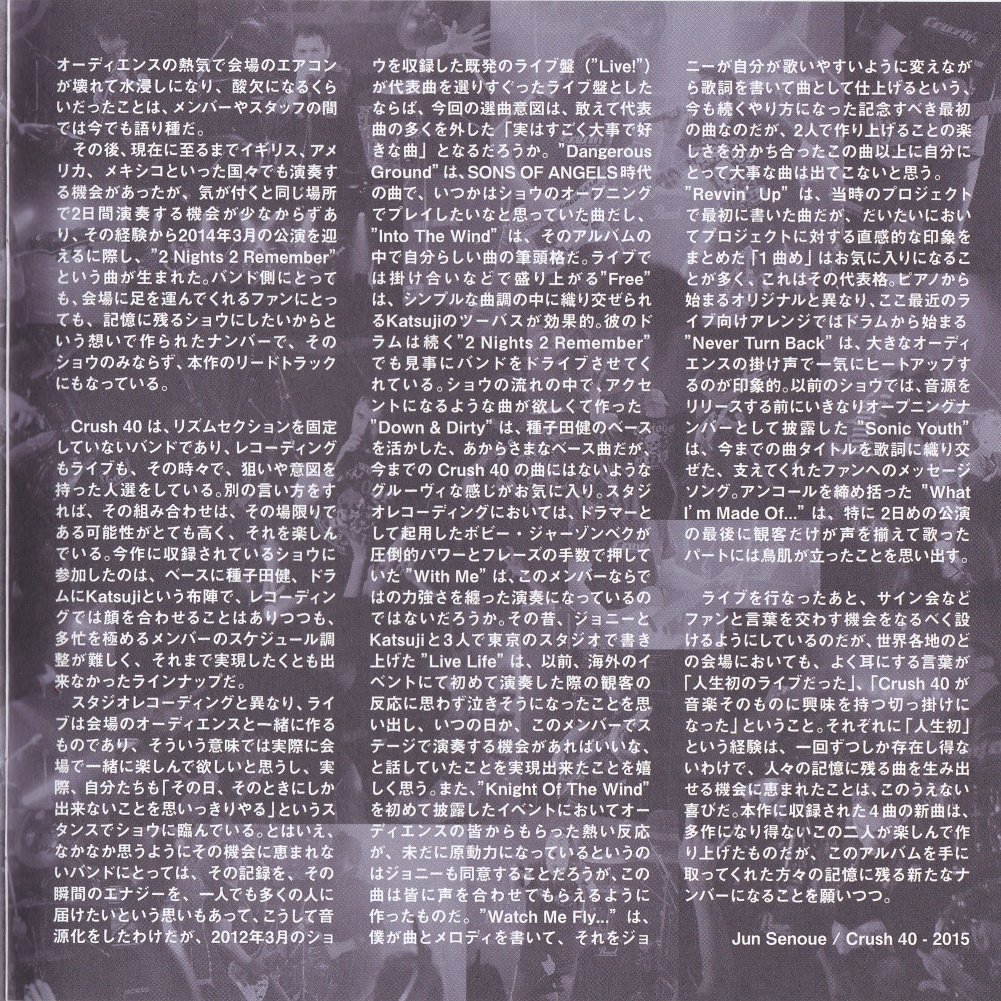 オーディエンスの熱気で会場のエアコン
が壊れて水浸しになり、酸欠になるくら
いだったことは、メンバーやスタッフの間
では今でも語り種だ。
その後、現在に至るまでイギリス、アメ
リカ、メキシコといった国々でも演奏す
る機会があったが、気が付くと同じ場所
で2日間演奏する機会が少なからずあ
り、その経験から2014年3月の公演を迎
えるに際し、”2 Nights 2 Remember”
という曲が生まれた。バンド側にとって
も、会場に足を運んでくれるファンにとっ
ても、記憶に残るショウにしたいからと
いう想いで作られたナンバーで、その
ショウのみならず、本作のリードトラック
にもなっている。
Crush 40 は、リズムセクションを固定
していないバンドであり、レコーディング
もライブも、その時々で、狙いや意図を
持った人選をしている。別の言い方をす
れば、その組み合わせは、その場限りで
ある可能性がとても高く、それを楽しん
でいる。今作に収録されているショウに
参加したのは、ベースに種子田健、ドラ
ムにKatsujiという布陣で、レコーディン
グでは顔を合わせることはありつつも、
多忙を極めるメンバーのスケジュール調
整が難しく、それまで実現したくとも出
来なかったラインナップだ。
スタジオレコーディングと異なり、ライ
ブは会場のオーディエンスと一緒に作る
ものであり、そういう意味では実際に会
場で一緒に楽しんで欲しいと思うし、実
際、自分たちも「その日、そのときにしか
出来ないことを思いっきりやる」というス
タンスでショウに臨んでいる。とはいえ、
なかなか思うようにその機会に恵まれな
いバンドにとっては、その記録を、その
瞬間のエナジーを、一人でも多くの人に
届けたいという思いもあって、こうして音
源化をしたわけだが、2012年3月のショ
ウを収録した既発のライブ盤（”Live!”）
が代表曲を選りすぐったライブ盤とした
ならば、今回の選曲意図は、敢えて代表
曲の多くを外した「実はすごく大事で好
きな曲」となるだろうか。”Dangerous
Ground” は、SONS OF ANGELS時代
の曲で、いつかはショウのオープニング
でプレイしたいなと思っていた曲だし、
”Into The Wind” は、そのアルバムの
中で自分らしい曲の筆頭格だ。ライブで
は掛け合いなどで盛り上がる”Free”
は、シンプルな曲調の中に織り交ぜられ
るKatsujiのツーバスが効果的。彼のド
ラムは続く”2 Nights 2 Remember”
でも見事にバンドをドライブさせてく
れている。ショウの流れの中で、アクセ
ントになるような曲が欲しくて作った
”Down & Dirty” は、種子田健のベース
を活かした、あからさまなベース曲だが、
今までの Crush 40 の曲にはないような
グルーヴィな感じがお気に入り。スタジ
オレコーディングにおいては、ドラマーと
して起用したボビー・ジャーゾンベクが
圧倒的パワーとフレーズの手数で押して
いた ”With Me” は、このメンバーならで
はの力強さを纏った演奏になっているの
ではないだろうか。その昔、ジョニーと
Katsujiと3人で東京のスタジオで書き
上げた ”Live Life” は、以前、海外のイ
ベントにて初めて演奏した際の観客の
反応に思わず泣きそうになったことを思
い出し、いつの日か、このメンバーでス
テージで演奏する機会があればいいな、
と話していたことを実現出来たことを嬉
しく思う。また、”Knight Of The Wind”
を初めて披露したイベントにおいてオー
ディエンスの皆からもらった熱い反応
が、未だに原動力になっているというの
はジョニーも同意することだろうが、この
曲は皆に声を合わせてもらえるように
作ったものだ。”Watch Me Fly...” は、
僕が曲とメロディを書いて、それをジョ
ニーが自分が歌いやすいように変えなが
ら歌詞を書いて曲として仕上げるという、
今も続くやり方になった記念すべき最初
の曲なのだが、2人で作り上げることの楽
しさを分かち合ったこの曲以上に自分に
とって大事な曲は出てこないと思う。
”Revvin’ Up” は、当時のプロジェクト
で最初に書いた曲だが、だいたいにおい
てプロジェクトに対する直感的な印象を
まとめた「1 曲め」はお気に入りになるこ
とが多く、これはその代表格。ピアノから
始まるオリジナルと異なり、ここ最近のラ
イブ向けアレンジではドラムから始まる
”Never Turn Back” は、大きなオーディ
エンスの掛け声で一気にヒートアップす
るのが印象的。以前のショウでは、音源を
リリースする前にいきなりオープニングナ
ンバーとして披露した ”Sonic Youth”
は、今までの曲タイトルを歌詞に織り交
ぜた、支えてくれたファンへのメッセージ
ソング。アンコールを締め括った ”What
I’m Made Of...” は、特に 2日めの公演
の最後に観客だけが声を揃えて歌った
パートには鳥肌が立ったことを思い出す。
ライブを行なったあと、サイン会など
ファンと言葉を交わす機会をなるべく設
けるようにしているのだが、世界各地のど
の会場においても、よく耳にする言葉が
「人生初のライブだった」、「Crush 40 が
音楽そのものに興味を持つ切っ掛けに
なった」ということ。それぞれに「人生初」
という経験は、一回ずつしか存在し得な
いわけで、人々の記憶に残る曲を生み出
せる機会に恵まれたことは、このうえない
喜びだ。本作に収録された４曲の新曲は、
多作になり得ないこの二人が楽しんで作
り上げたものだが、このアルバムを手に
取ってくれた方々の記憶に残る新たなナ
ンバーになることを願いつつ。
Jun Senoue / Crush 40 - 2015